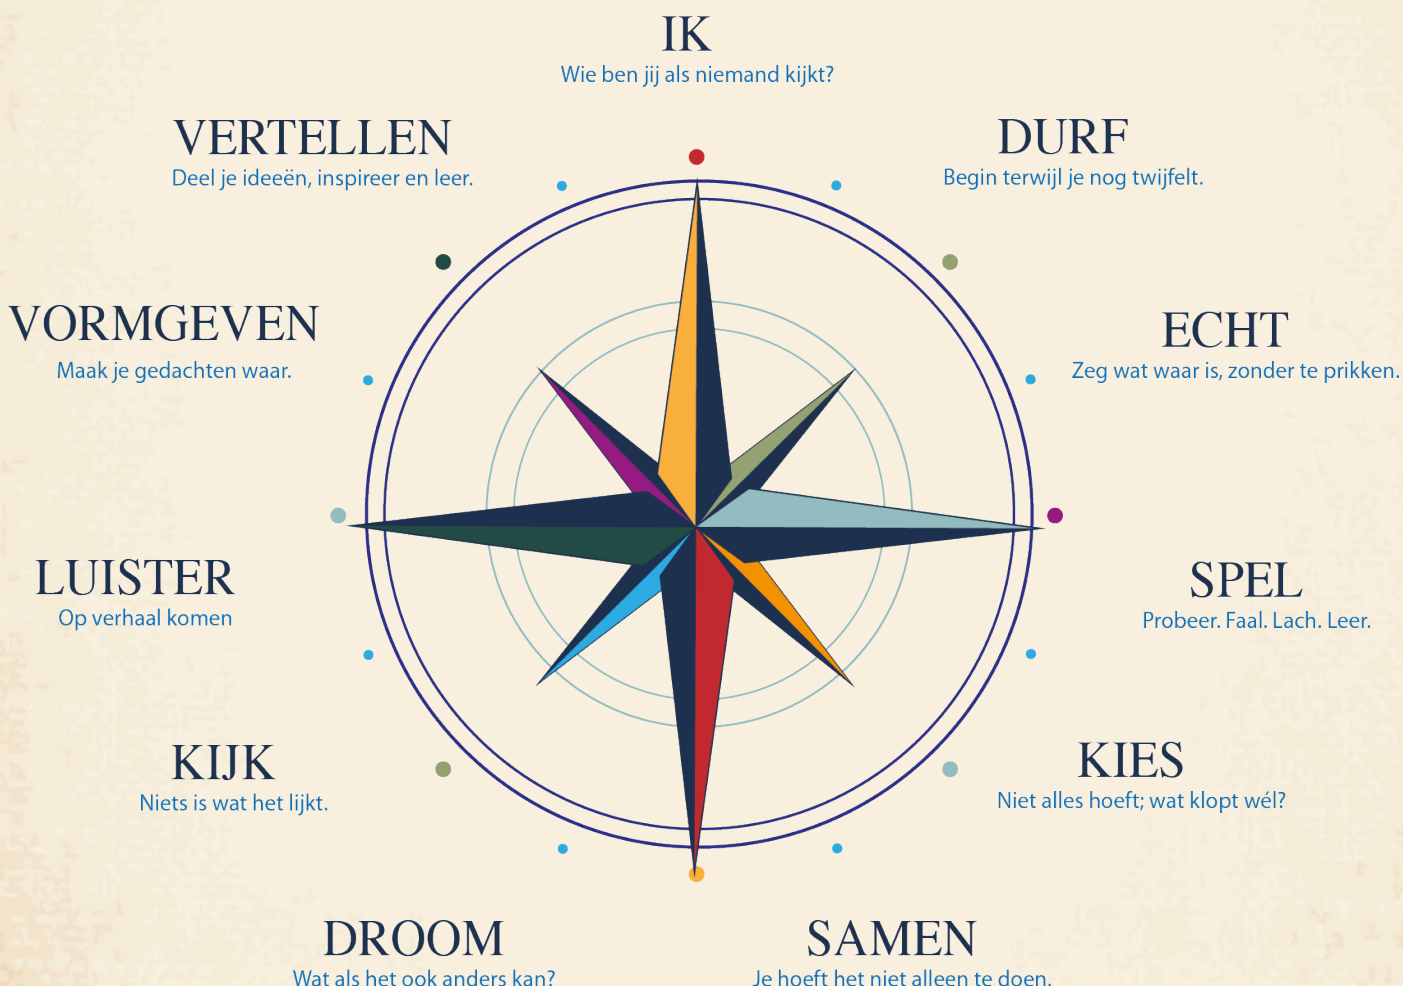 IK
Wie ben jij als niemand kijkt?
VERTELLEN
Deel je ideeën, inspireer en leer.
DURF
Begin terwijl je nog twijfelt.
VORMGEVEN
Maak je gedachten waar.
ECHT
Zeg wat waar is, zonder te prikken.
LUISTER
Op verhaal komen
SPEL
Probeer. Faal. Lach. Leer.
KIJK
Niets is wat het lijkt.
KIES
Niet alles hoeft; wat klopt wél?
DROOM
Wat als het ook anders kan?
SAMEN
Je hoeft het niet alleen te doen.